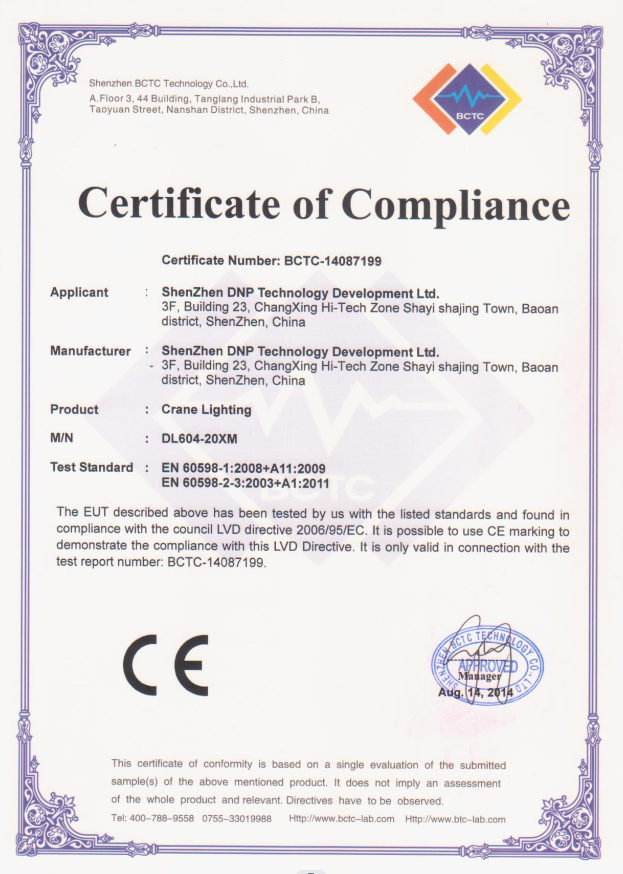 Shenzhen BCTC Technology Co.,Ltd.
A.Floor 3, 44 Building, Tanglang Industrial Park B,
Taoyuan Street, Nanshan District, Shenzhen, China
BCTC
Certificate of Compliance
Certificate Number: BCTC-14087199
Applicant : ShenZhen DNP Technology Development Ltd.
3F, Building 23, ChangXing Hi-Tech Zone Shayi shajing Town, Baoan
district, ShenZhen, China
Manufacturer : ShenZhen DNP Technology Development Ltd.
3F, Building 23, ChangXing Hi-Tech Zone Shayi shajing Town, Baoan
district, ShenZhen, China
Product : Crane Lighting
M/N : DL604-20XM
Test Standard : EN 60598-1:2008+A11:2009
EN 60598-2-3:2003+A1:2011
BCTC
The EUT described above has been tested by us with the listed standards and found in
compliance with the council LVD directive 2006/95/EC. It is possible to use CE marking to
demonstrate the compliance with this LVD Directive. It is only valid in connection with the
test report number: BCTC-14087199.
CE
SHENZHEN BCTC TECHNOLOGY CO., LTD
APPROVED
Manager
Aug. 14, 2014
This certificate of conformity is based on a single evaluation of the submitted
sample(s) of the above mentioned product. It does not imply an assessment
of the whole product and relevant. Directives have to be observed.
Tel: 400-788-9558 0755-33019988 Http://www.bctc-lab.com Http://www.btc-lab.com